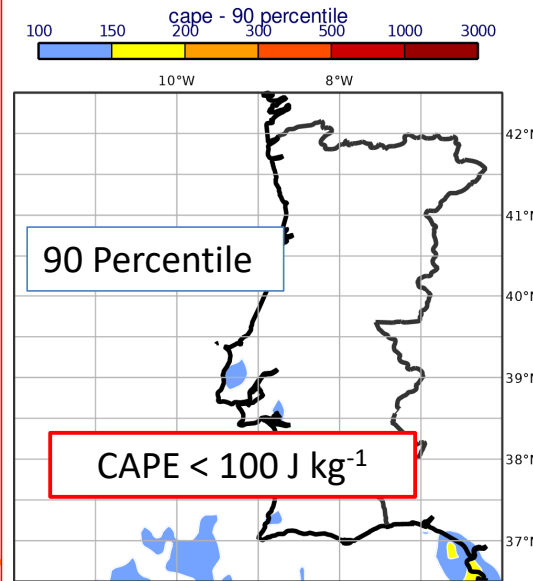 cape - 90 percentile
100 150 200 300 500 1000 3000
10°W 8°W
42°N
41°N
90 Percentile
40°N
39°N
CAPE < 100 J kg⁻¹
38°N
37°N